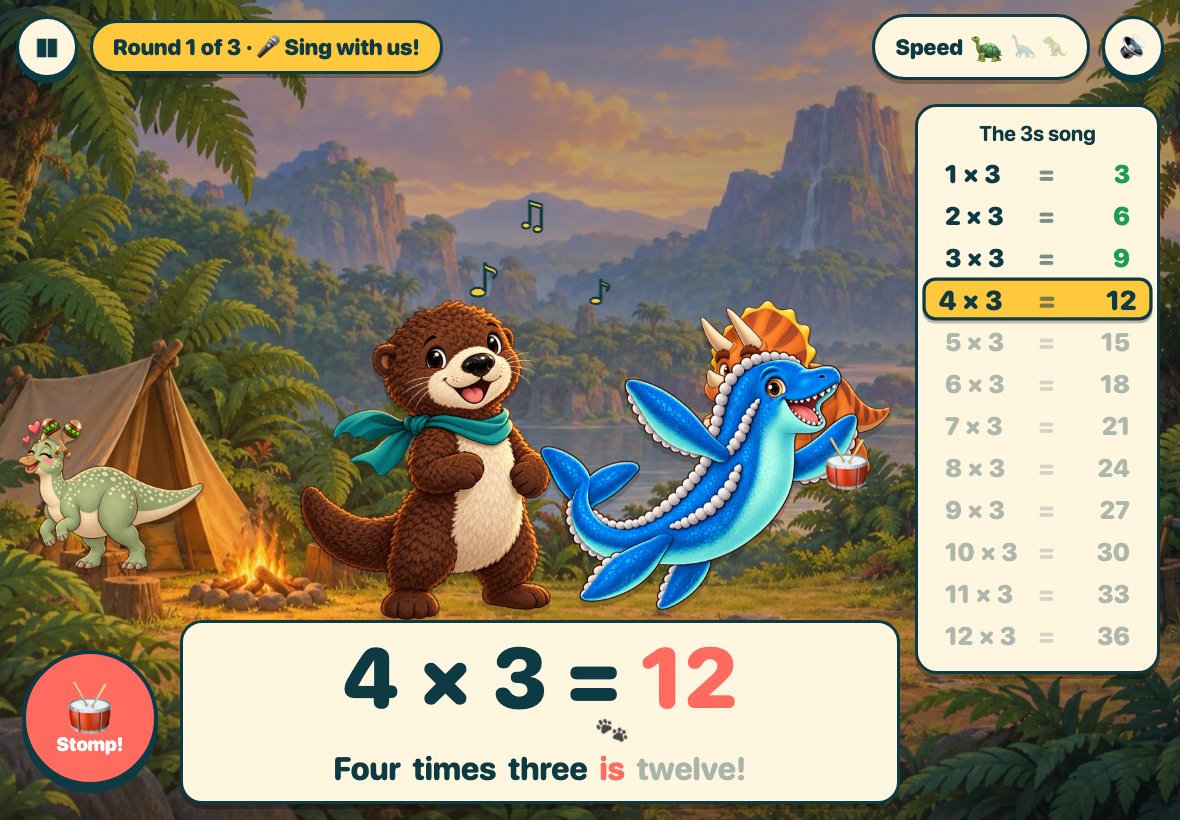 Round 1 of 3 · 🎤 Sing with us!
Speed
The 3s song
1 × 3 = 3
2 × 3 = 6
3 × 3 = 9
4 × 3 = 12
5 × 3 = 15
6 × 3 = 18
7 × 3 = 21
8 × 3 = 24
9 × 3 = 27
10 × 3 = 30
11 × 3 = 33
12 × 3 = 36
4 × 3 = 12
Four times three is twelve!
Stomp!